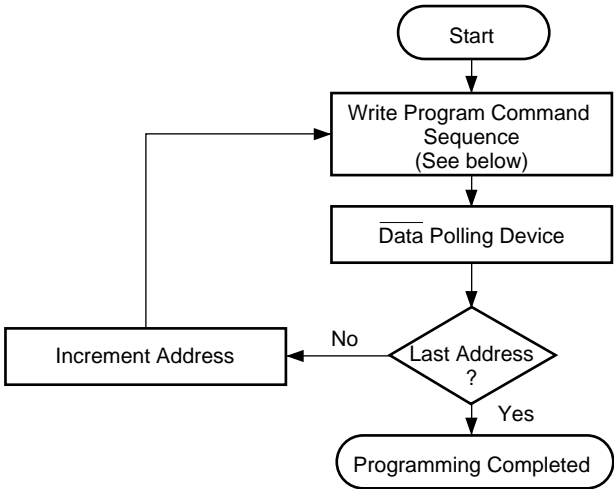 Start
Write Program Command
Sequence
(See below)
Data Polling Device
Increment Address
No
Last Address
?
Yes
Programming Completed